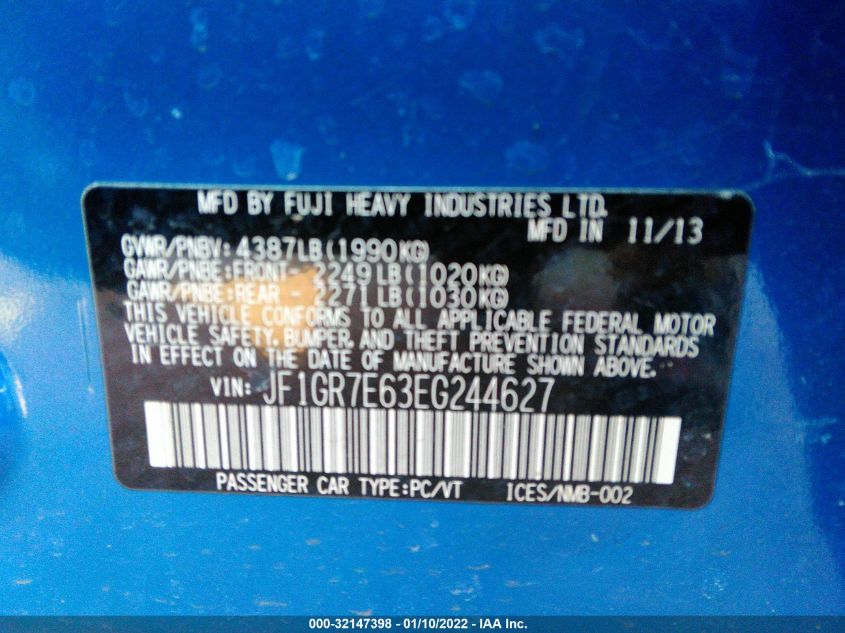 MFD BY FUJI HEAVY INDUSTRIES LTD.
MFD IN 11/13
GVWR/PNBV: 4387LB(1990KG)
GAWR/PNBE:FRONT - 2249LB(1020KG)
GAWR/PNBE:REAR - 2271LB(1030KG)
THIS VEHICLE CONFORMS TO ALL APPLICABLE FEDERAL MOTOR
VEHICLE SAFETY, BUMPER, AND THEFT PREVENTION STANDARDS
IN EFFECT ON THE DATE OF MANUFACTURE SHOWN ABOVE.
VIN: JF1GR7E63EG244627
PASSENGER CAR TYPE:PC/VT ICES/NMB-002
000-32147398 - 01/10/2022 - IAA Inc.